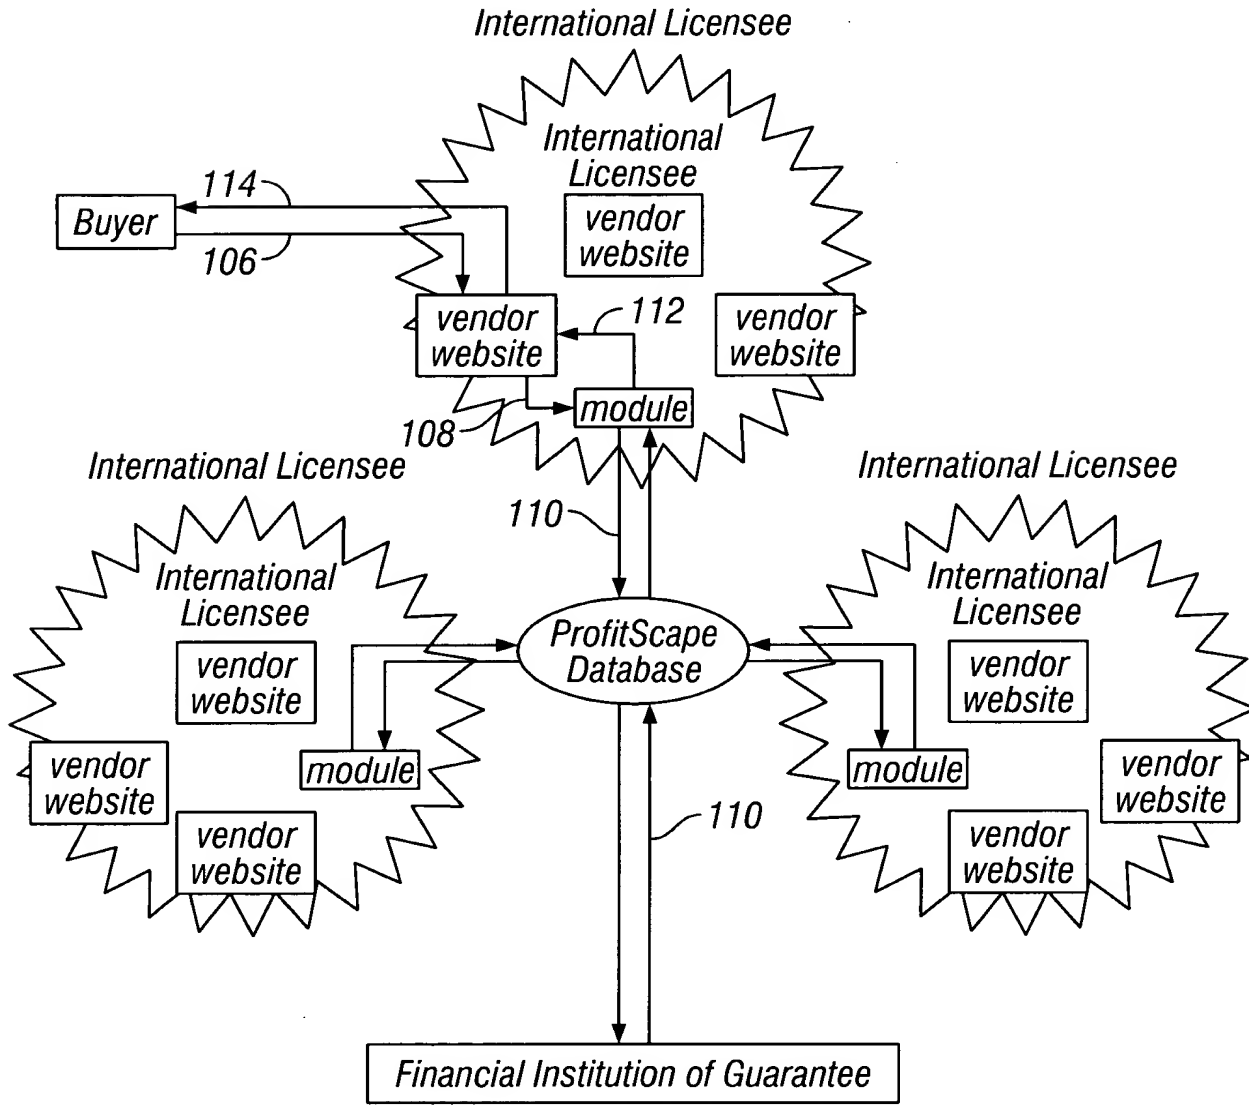 International Licensee
International
Licensee
vendor
website
114
Buyer
106
vendor
website
112
vendor
website
module
108
International Licensee
International Licensee
110
International
Licensee
International
Licensee
ProfitScape
Database
vendor
website
vendor
website
module
module
vendor
website
vendor
website
vendor
website
vendor
website
110
Financial Institution of Guarantee